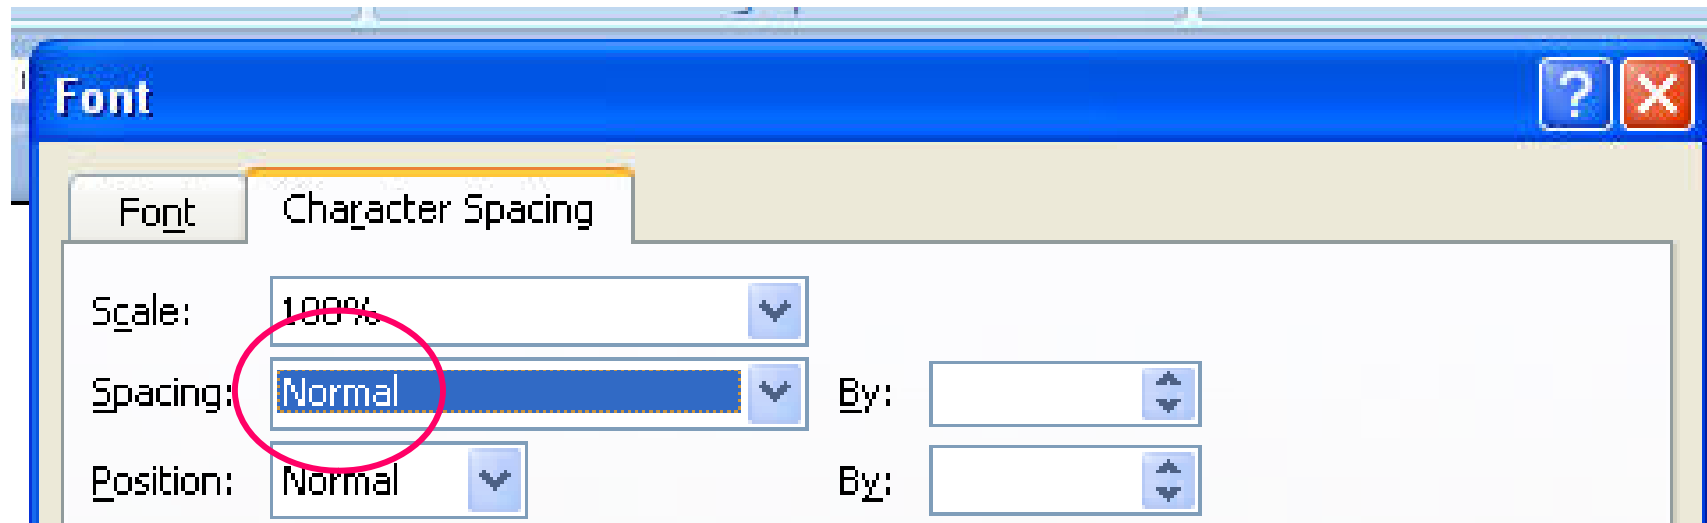 Font
Font Character Spacing
Scale: 100%
Spacing: Normal By:
Position: Normal By: